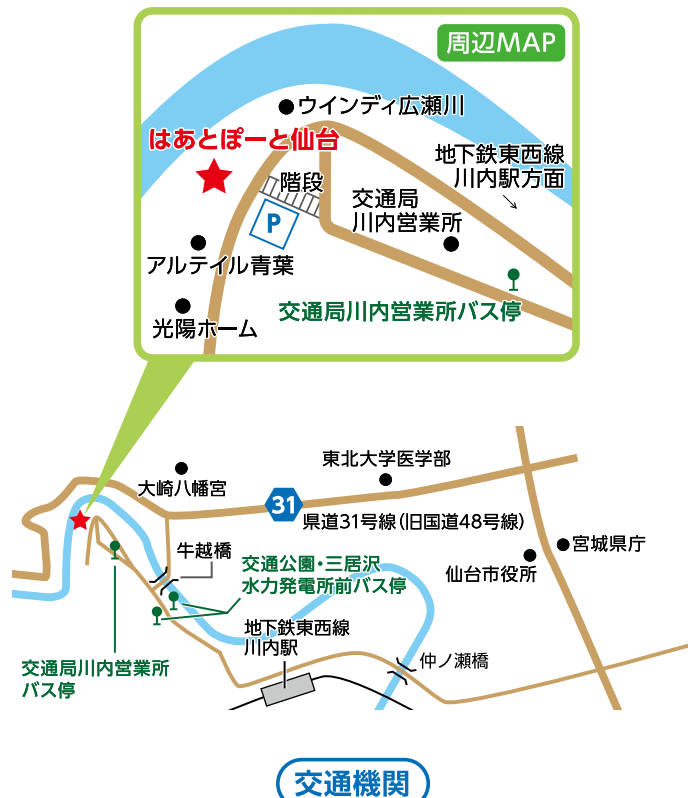 周辺MAP
ウインディ広瀬川
はあとぽーと仙台
地下鉄東西線
川内駅方面
階段
交通局
川内営業所
P
アルテイル青葉
交通局川内営業所バス停
光陽ホーム
東北大学医学部
大崎八幡宮
31
県道31号線(旧国道48号線)
牛越橋
宮城県庁
交通公園・三居沢
水力発電所前バス停
仙台市役所
地下鉄東西線
川内駅
仲ノ瀬橋
交通局川内営業所
バス停
交通機関